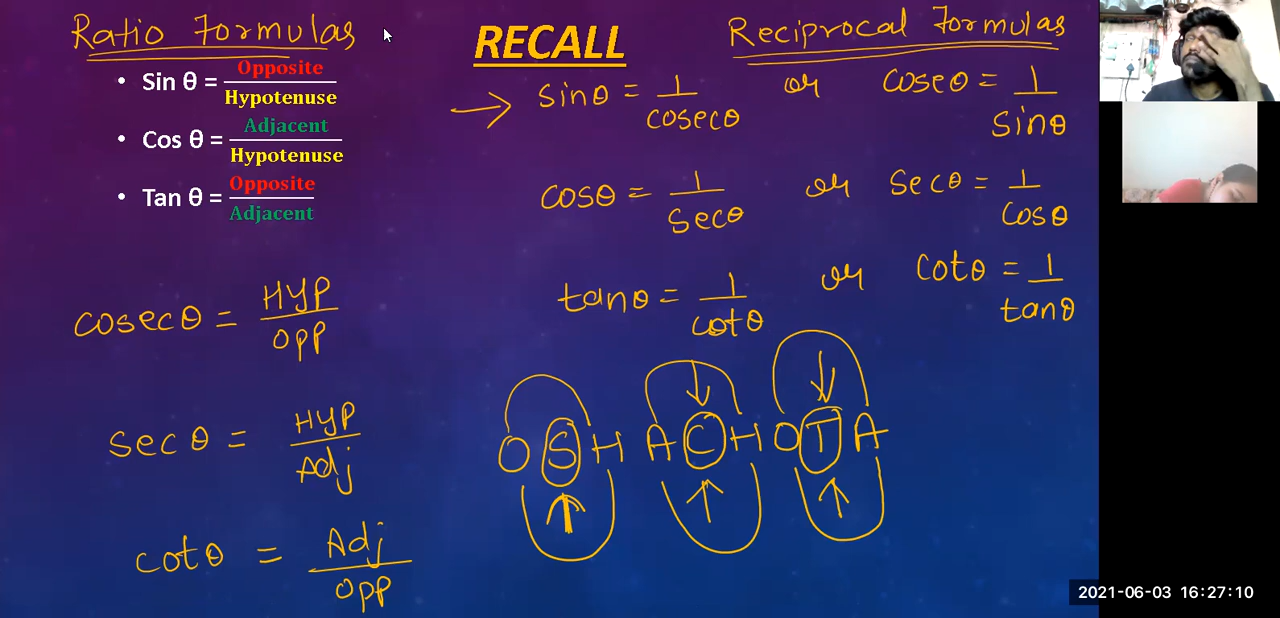 Ratio Formulas
RECALL
Reciprocal Formulas
• Sin θ = Opposite / Hypotenuse
• Cos θ = Adjacent / Hypotenuse
• Tan θ = Opposite / Adjacent
cosecθ = HYP / OPP
secθ = HYP / Adj
cotθ = Adj / OPP
→ sinθ = 1 / cosecθ or cosecθ = 1 / sinθ
cosθ = 1 / secθ or secθ = 1 / cosθ
tanθ = 1 / cotθ or cotθ = 1 / tanθ
O S H A C H O T A
2021-06-03 16:27:10